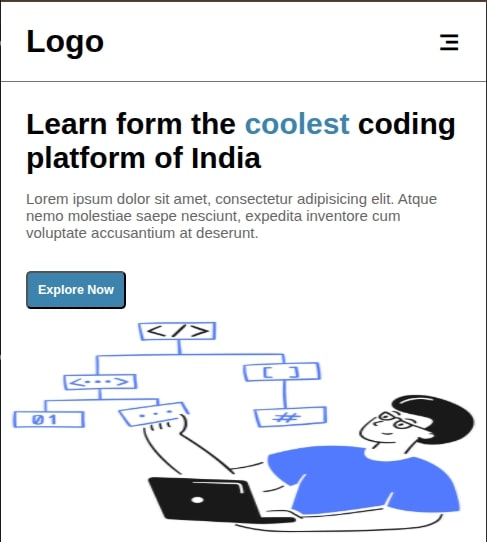 Logo
Learn form the coolest coding
platform of India
Lorem ipsum dolor sit amet, consectetur adipisicing elit. Atque
nemo molestiae saepe nesciunt, expedita inventore cum
voluptate accusantium at deserunt.
Explore Now
</>
<--->
[ ]
01
...
#